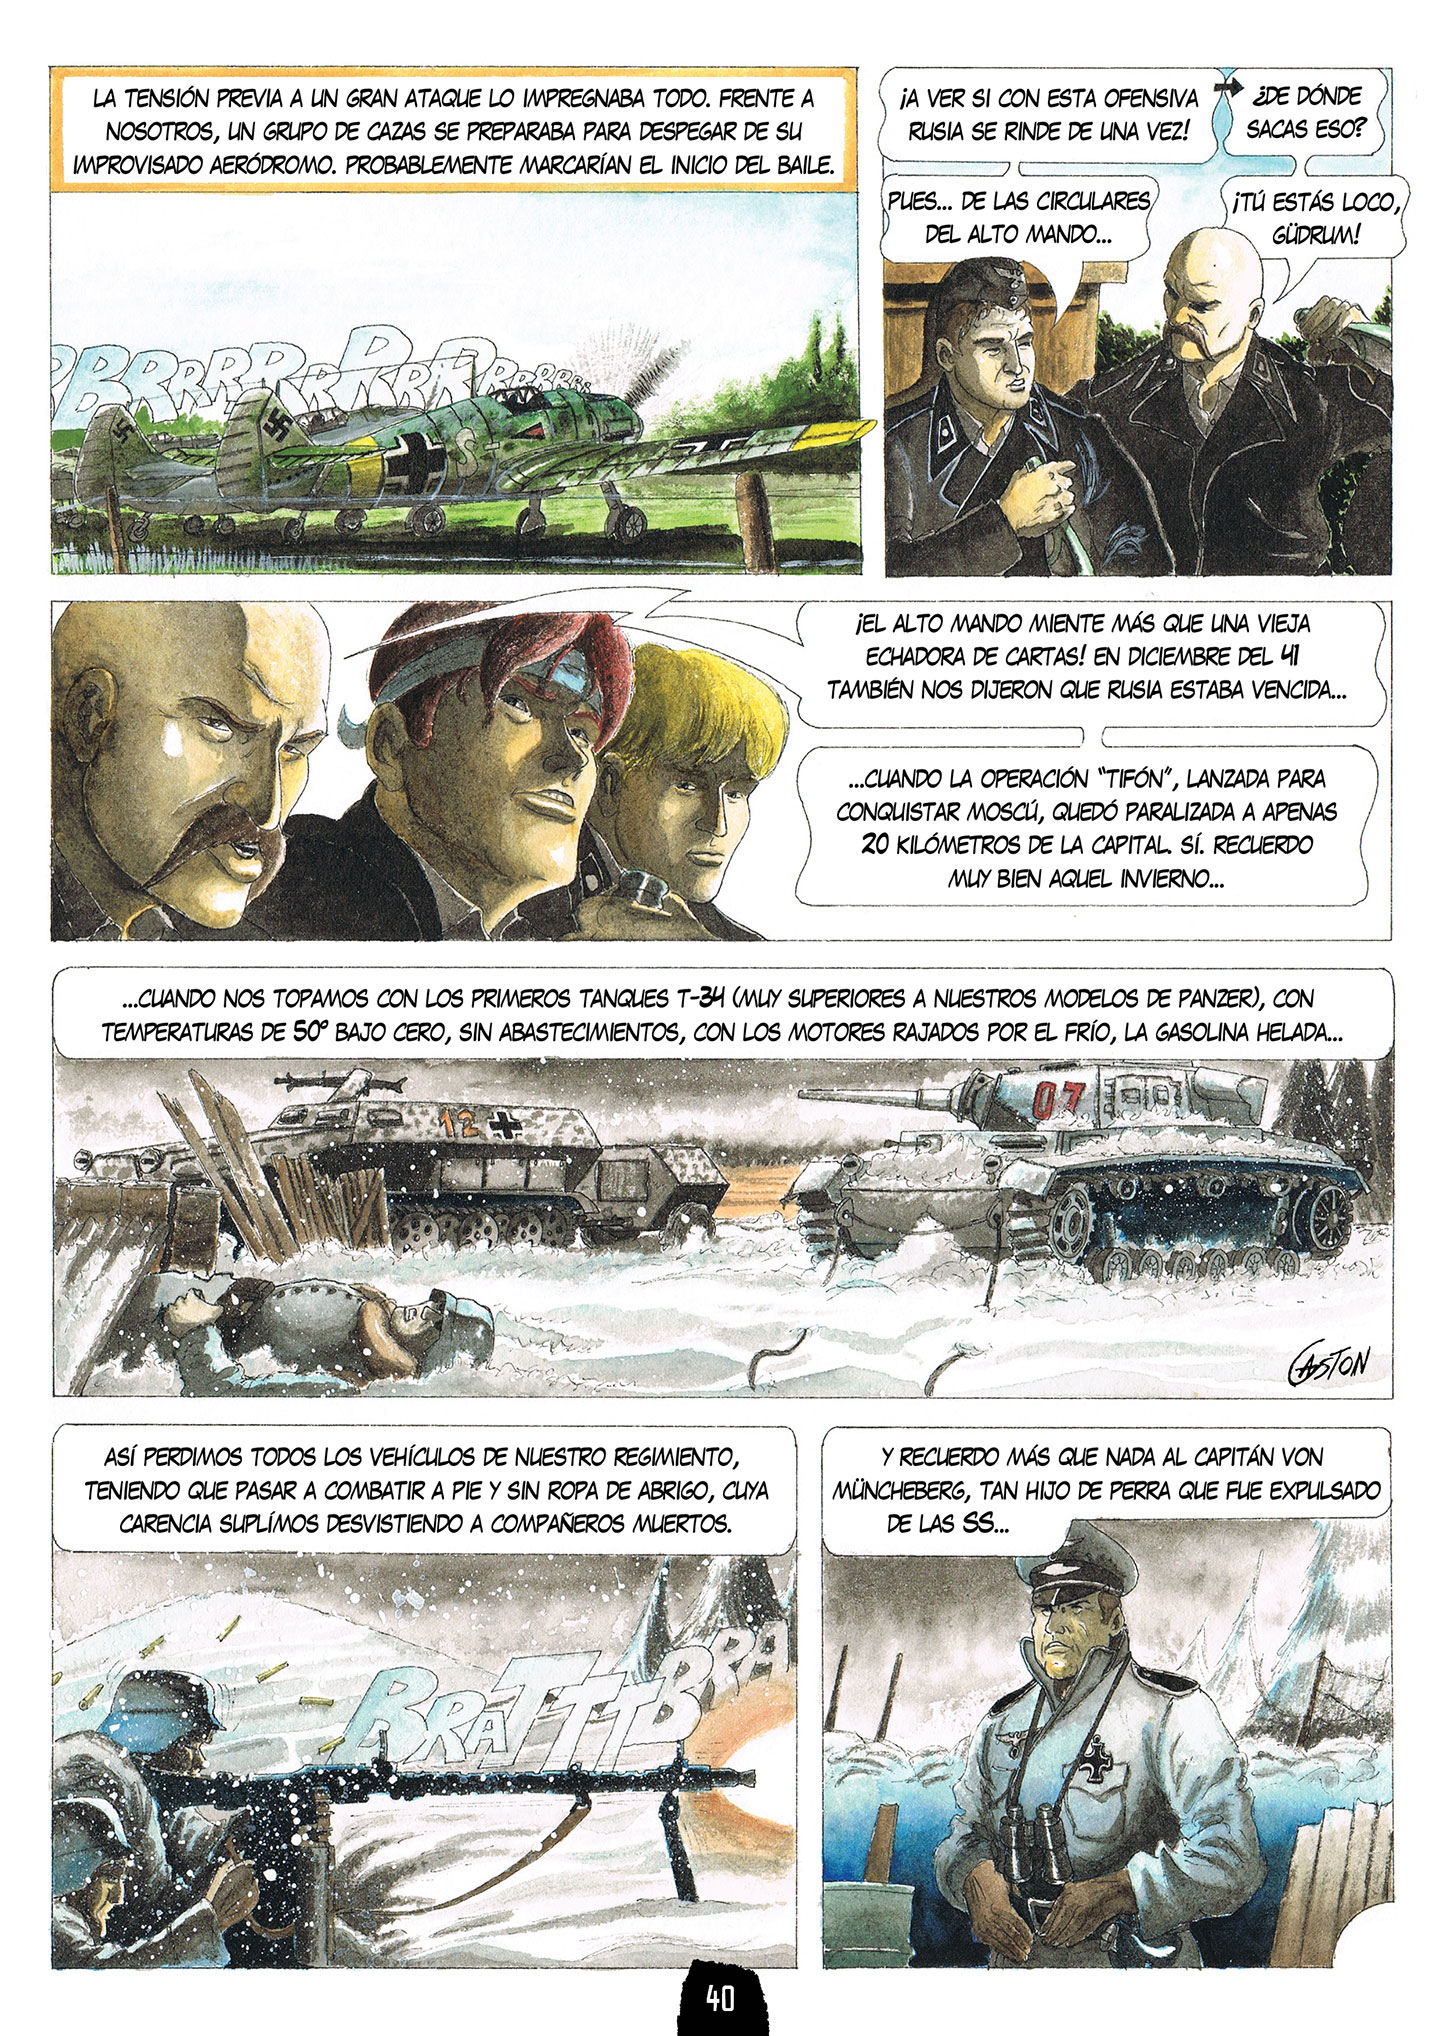 LA TENSIÓN PREVIA A UN GRAN ATAQUE LO IMPREGNABA TODO. FRENTE A
NOSOTROS, UN GRUPO DE CAZAS SE PREPARABA PARA DESPEGAR DE SU
IMPROVISADO AERÓDROMO. PROBABLEMENTE MARCARÍAN EL INICIO DEL BAILE.
¡A VER SI CON ESTA OFENSIVA
RUSIA SE RINDE DE UNA VEZ!
¿DE DÓNDE
SACAS ESO?
PUES... DE LAS CIRCULARES
DEL ALTO MANDO...
¡TÚ ESTÁS LOCO,
GÜDRUM!
¡EL ALTO MANDO MIENTE MÁS QUE UNA VIEJA
ECHADORA DE CARTAS! EN DICIEMBRE DEL 41
TAMBIÉN NOS DIJERON QUE RUSIA ESTABA VENCIDA...
...CUANDO LA OPERACIÓN "TIFÓN", LANZADA PARA
CONQUISTAR MOSCÚ, QUEDÓ PARALIZADA A APENAS
20 KILÓMETROS DE LA CAPITAL. SÍ. RECUERDO
MUY BIEN AQUEL INVIERNO...
...CUANDO NOS TOPAMOS CON LOS PRIMEROS TANQUES T-34 (MUY SUPERIORES A NUESTROS MODELOS DE PANZER), CON
TEMPERATURAS DE 50º BAJO CERO, SIN ABASTECIMIENTOS, CON LOS MOTORES RAJADOS POR EL FRÍO, LA GASOLINA HELADA...
12
07
GASTON
ASÍ PERDIMOS TODOS LOS VEHÍCULOS DE NUESTRO REGIMIENTO,
TENIENDO QUE PASAR A COMBATIR A PIE Y SIN ROPA DE ABRIGO, CUYA
CARENCIA SUPLÍMOS DESVISTIENDO A COMPAÑEROS MUERTOS.
Y RECUERDO MÁS QUE NADA AL CAPITÁN VON
MÜNCHEBERG, TAN HIJO DE PERRA QUE FUE EXPULSADO
DE LAS SS...
40